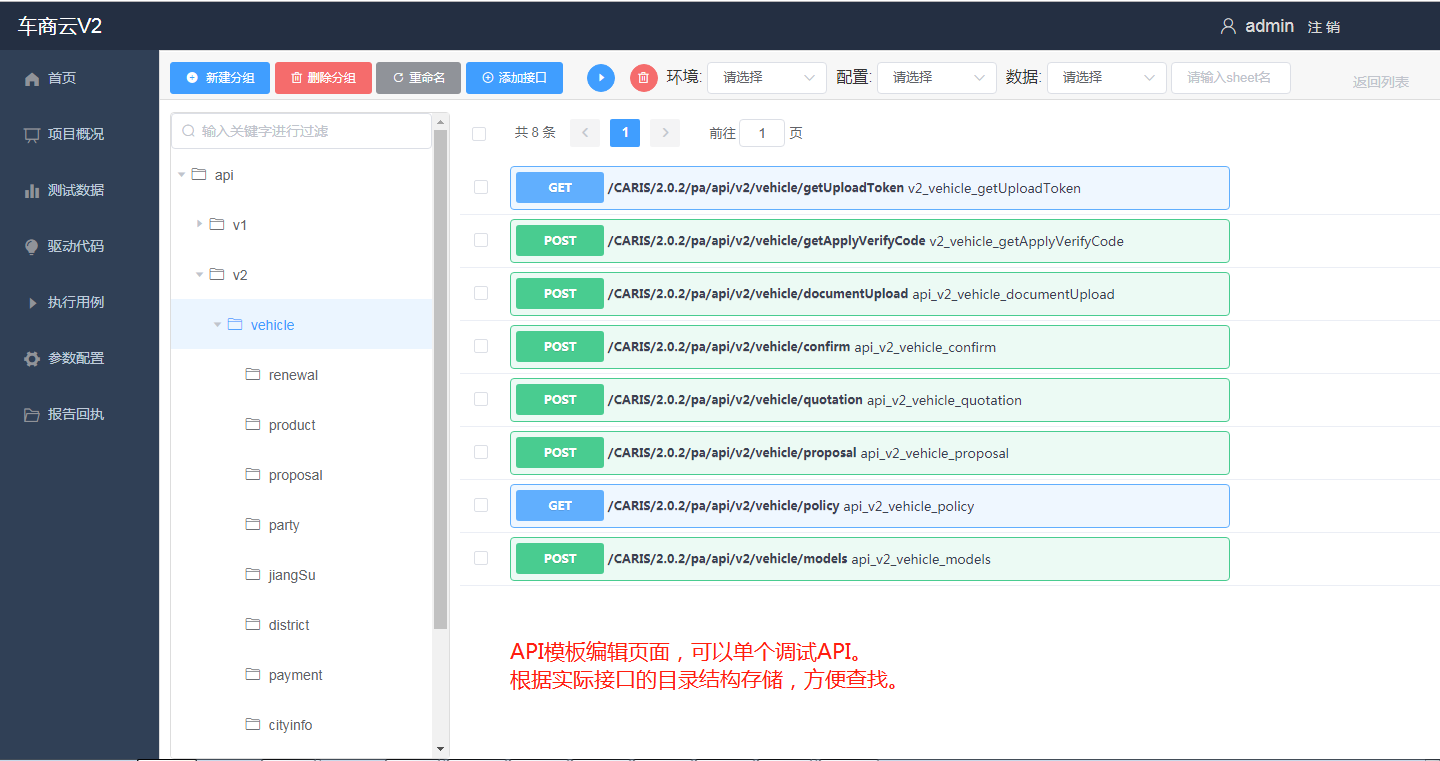 车商云V2
admin 注 销
首页
项目概况
测试数据
驱动代码
执行用例
参数配置
报告回执
新建分组 删除分组 重命名 添加接口 环境: 请选择 配置: 请选择 数据: 请选择 请输入sheet名 返回列表
输入关键字进行过滤
api
v1
v2
vehicle
renewal
product
proposal
party
jiangSu
district
payment
cityinfo
共 8 条 1 前往 1 页
GET /CARIS/2.0.2/pa/api/v2/vehicle/getUploadToken v2_vehicle_getUploadToken
POST /CARIS/2.0.2/pa/api/v2/vehicle/getApplyVerifyCode v2_vehicle_getApplyVerifyCode
POST /CARIS/2.0.2/pa/api/v2/vehicle/documentUpload api_v2_vehicle_documentUpload
POST /CARIS/2.0.2/pa/api/v2/vehicle/confirm api_v2_vehicle_confirm
POST /CARIS/2.0.2/pa/api/v2/vehicle/quotation api_v2_vehicle_quotation
POST /CARIS/2.0.2/pa/api/v2/vehicle/proposal api_v2_vehicle_proposal
GET /CARIS/2.0.2/pa/api/v2/vehicle/policy api_v2_vehicle_policy
POST /CARIS/2.0.2/pa/api/v2/vehicle/models api_v2_vehicle_models
API模板编辑页面，可以单个调试API。
根据实际接口的目录结构存储，方便查找。